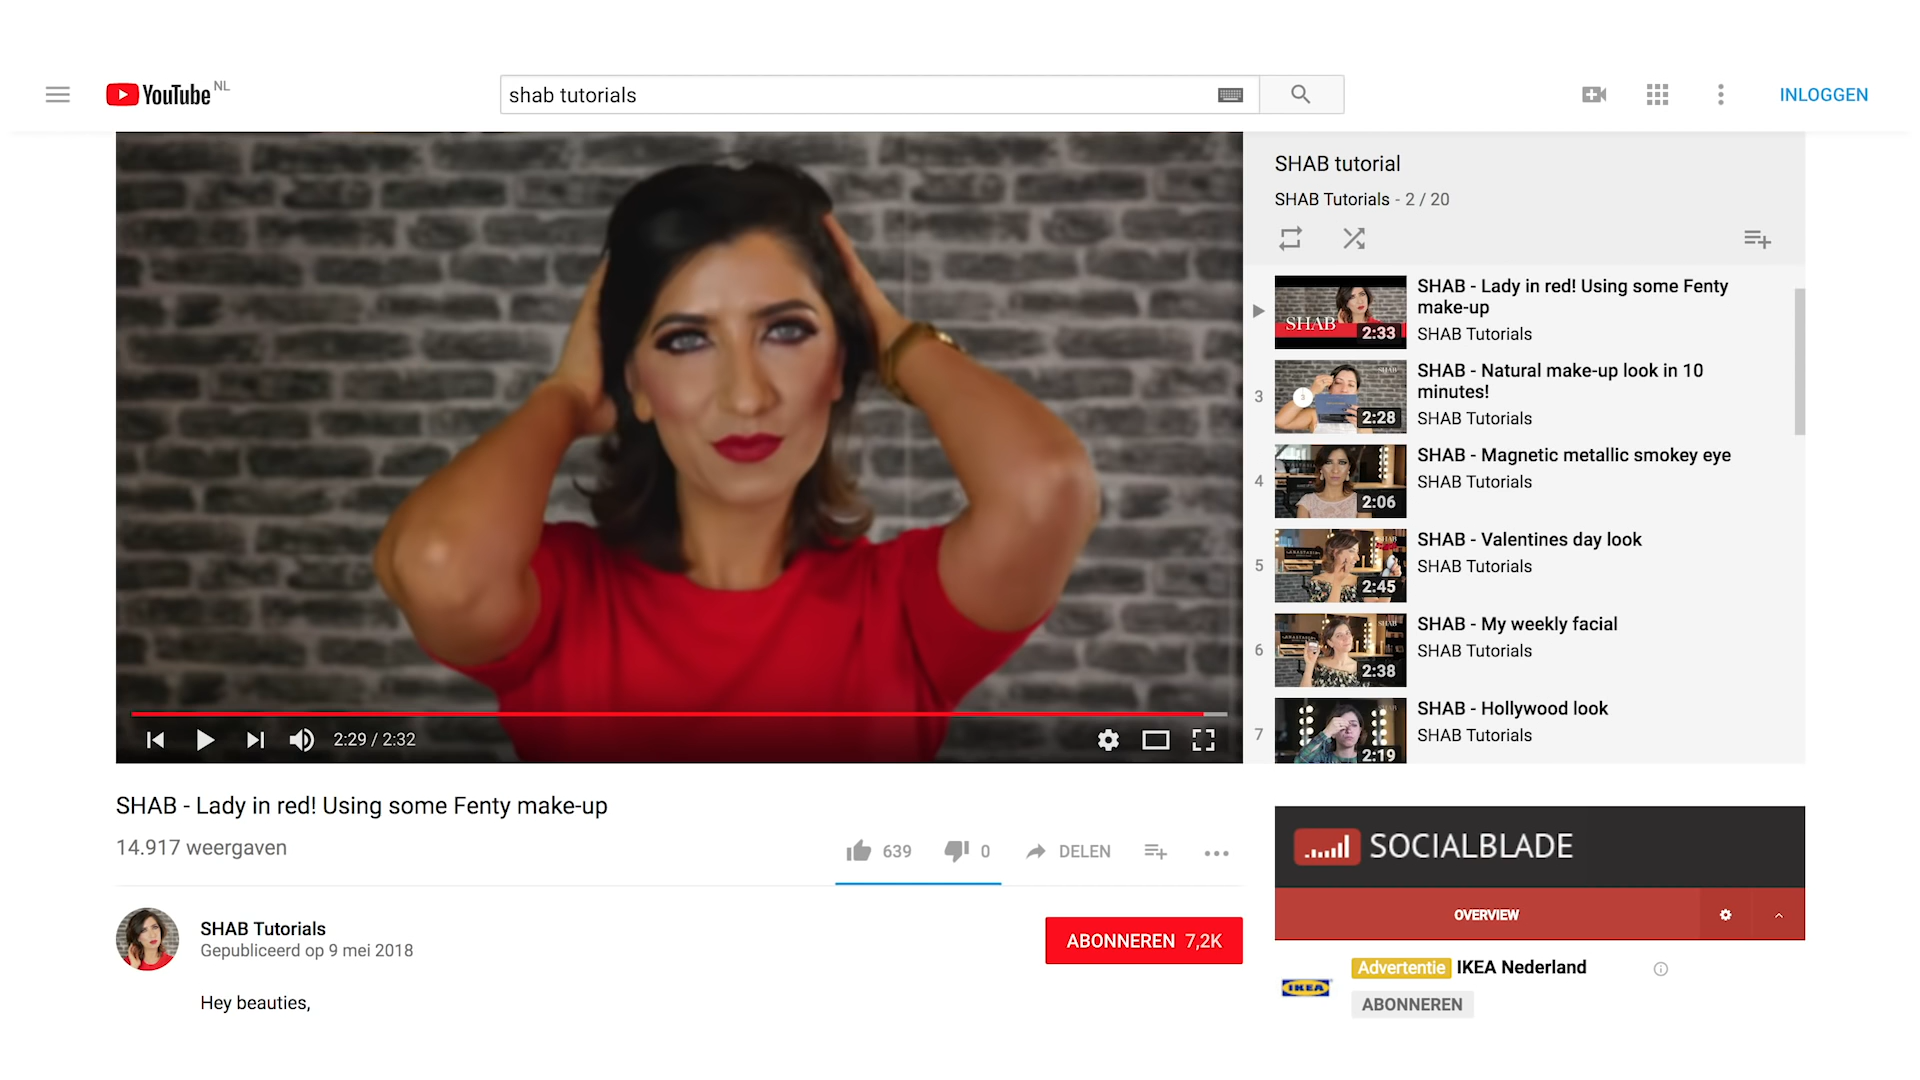 YouTube NL
shab tutorials
INLOGGEN
SHAB tutorial
SHAB Tutorials - 2 / 20
SHAB
2:33
SHAB - Lady in red! Using some Fenty
make-up
SHAB Tutorials
3
SHAB
2:28
SHAB - Natural make-up look in 10
minutes!
SHAB Tutorials
4
2:06
SHAB - Magnetic metallic smokey eye
SHAB Tutorials
5
2:45
SHAB - Valentines day look
SHAB Tutorials
6
SHAB
2:38
SHAB - My weekly facial
SHAB Tutorials
7
2:19
SHAB - Hollywood look
SHAB Tutorials
2:29 / 2:32
SHAB - Lady in red! Using some Fenty make-up
14.917 weergaven
639
0
DELEN
SHAB Tutorials
Gepubliceerd op 9 mei 2018
ABONNEREN 7,2K
Hey beauties,
SOCIALBLADE
OVERVIEW
IKEA
Advertentie IKEA Nederland
ABONNEREN